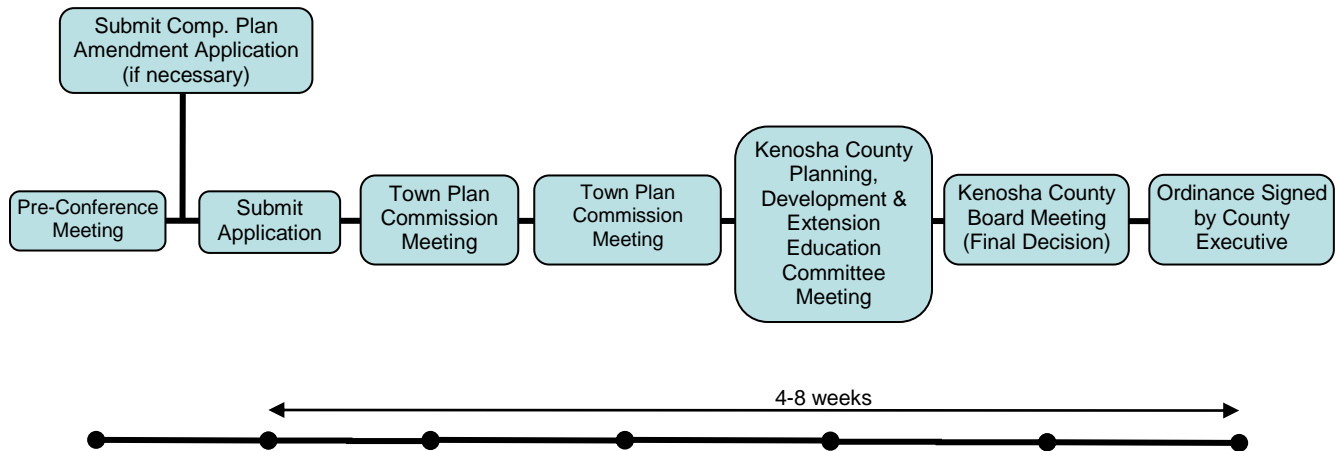 Submit Comp. Plan
Amendment Application
(if necessary)
Pre-Conference
Meeting
Submit
Application
Town Plan
Commission
Meeting
Town Plan
Commission
Meeting
Kenosha County
Planning,
Development &
Extension
Education
Committee
Meeting
Kenosha County
Board Meeting
(Final Decision)
Ordinance Signed
by County
Executive
4-8 weeks